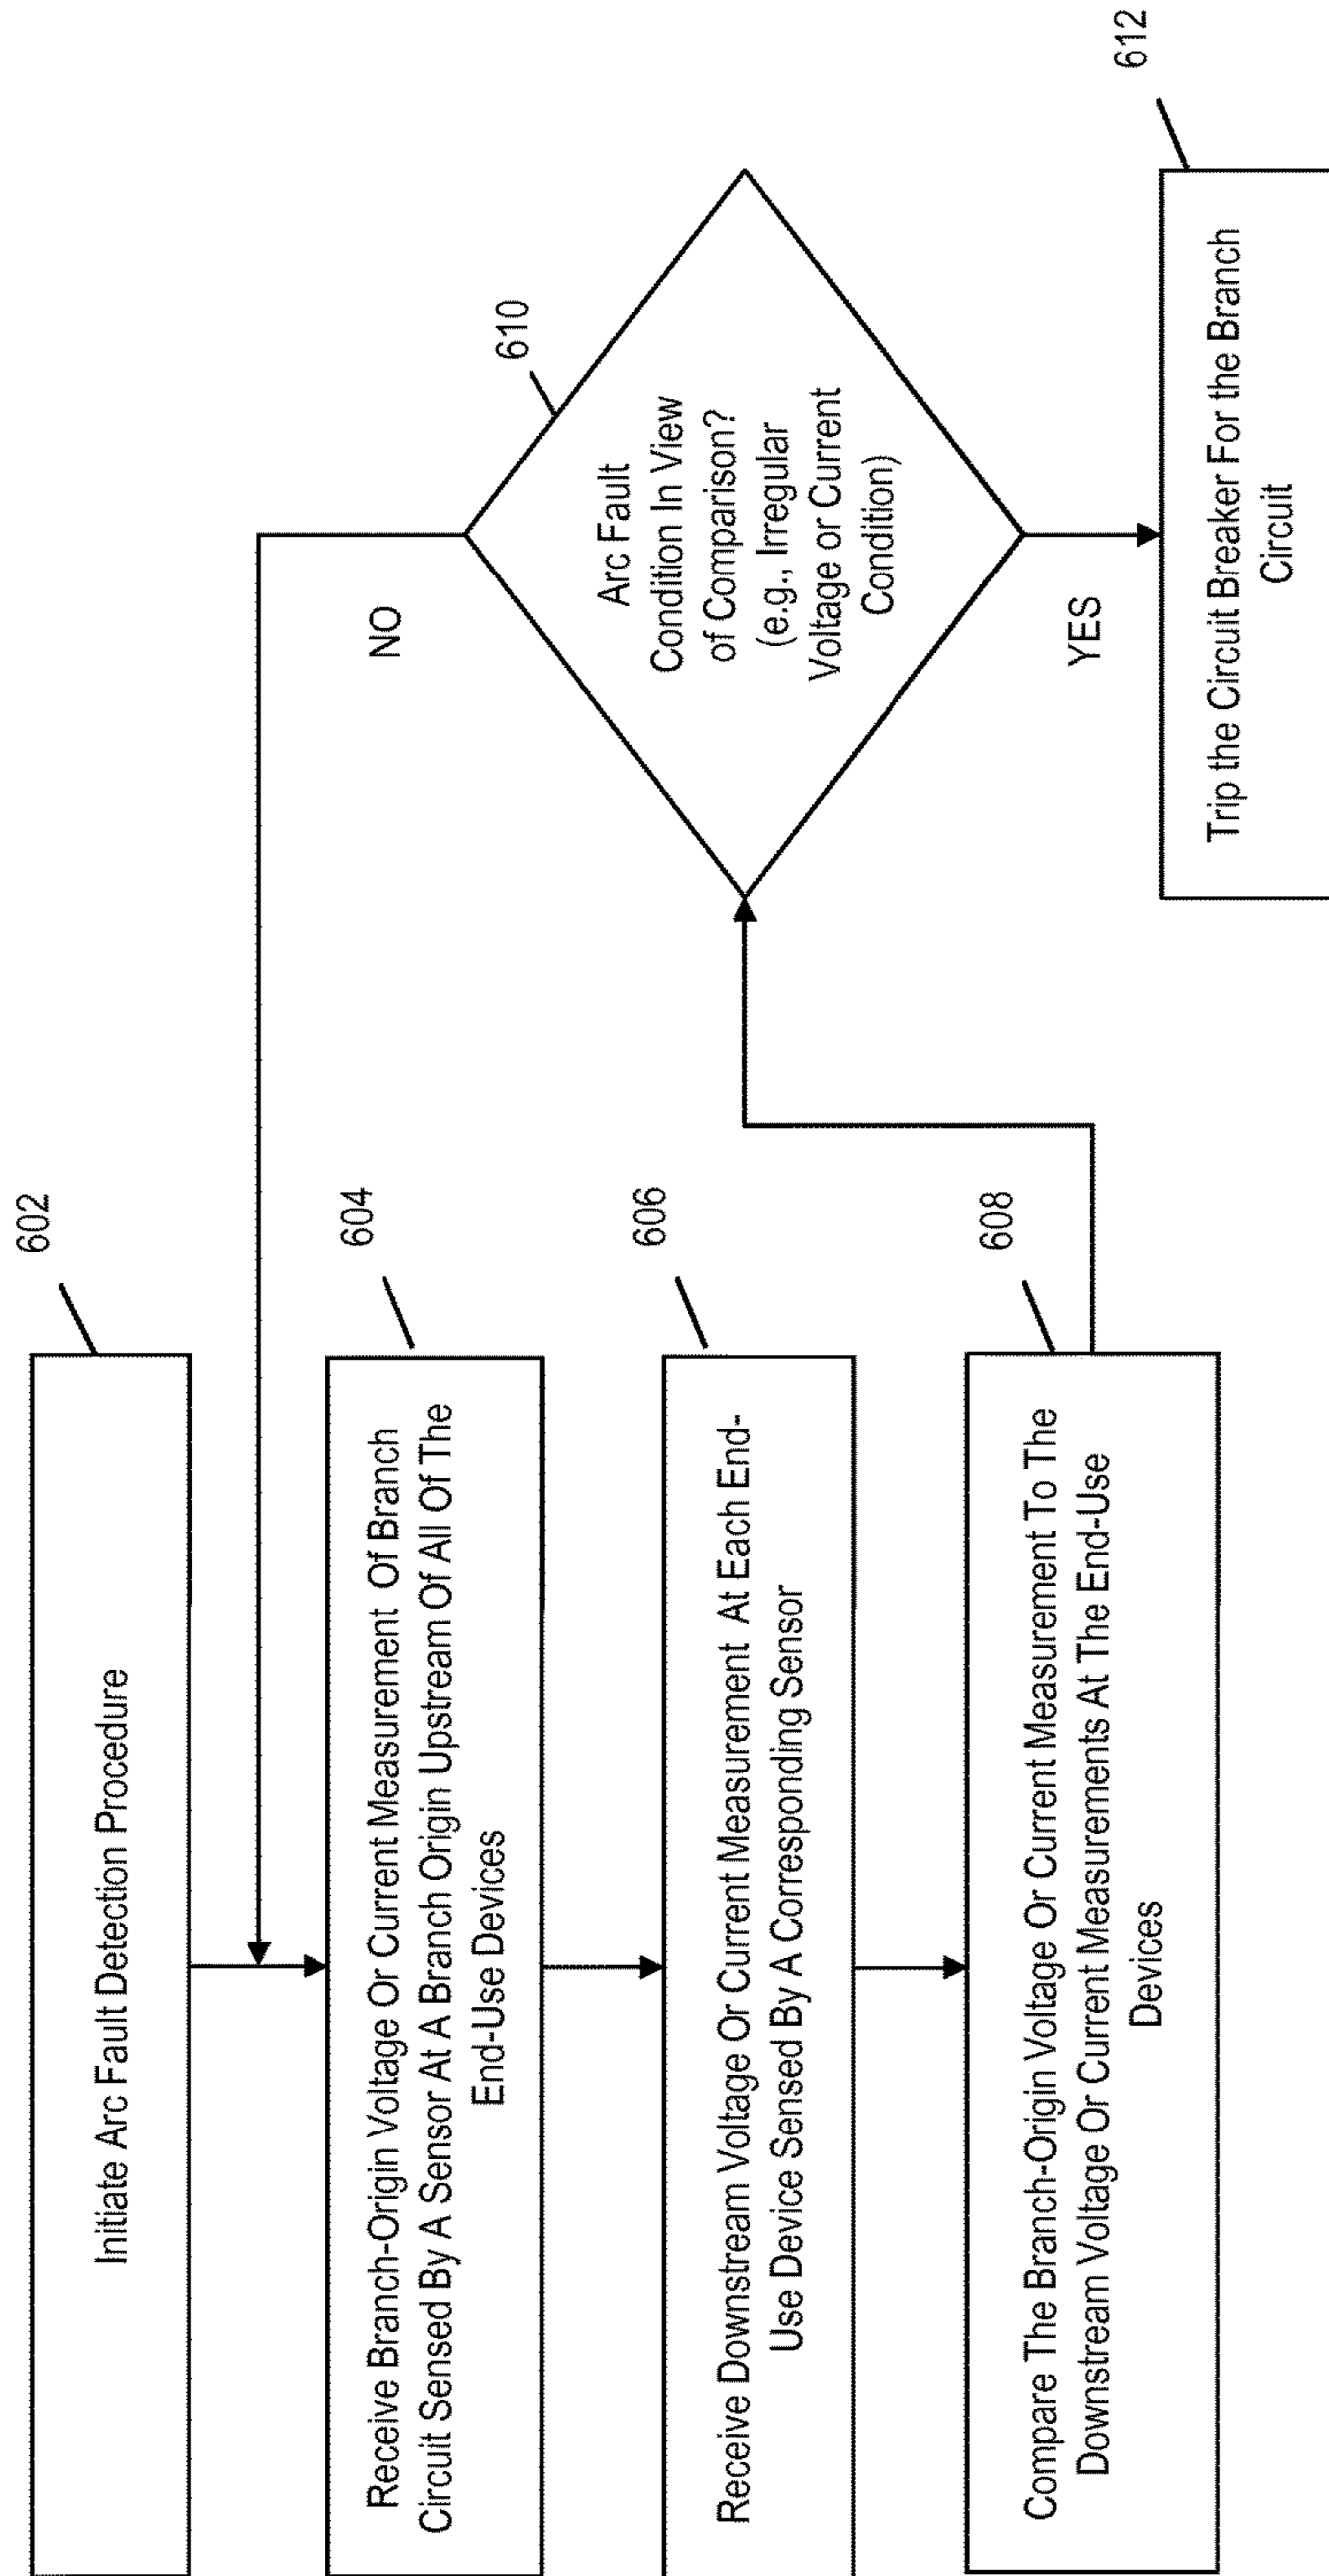 602
Initiate Arc Fault Detection Procedure
604
Receive Branch-Origin Voltage Or Current Measurement Of Branch
Circuit Sensed By A Sensor At A Branch Origin Upstream Of All Of The
End-Use Devices
606
Receive Downstream Voltage Or Current Measurement At Each End-
Use Device Sensed By A Corresponding Sensor
608
Compare The Branch-Origin Voltage Or Current Measurement To The
Downstream Voltage Or Current Measurements At The End-Use
Devices
610
Arc Fault
Condition In View
of Comparison?
(e.g., Irregular
Voltage or Current
Condition)
NO
YES
612
Trip the Circuit Breaker For the Branch
Circuit